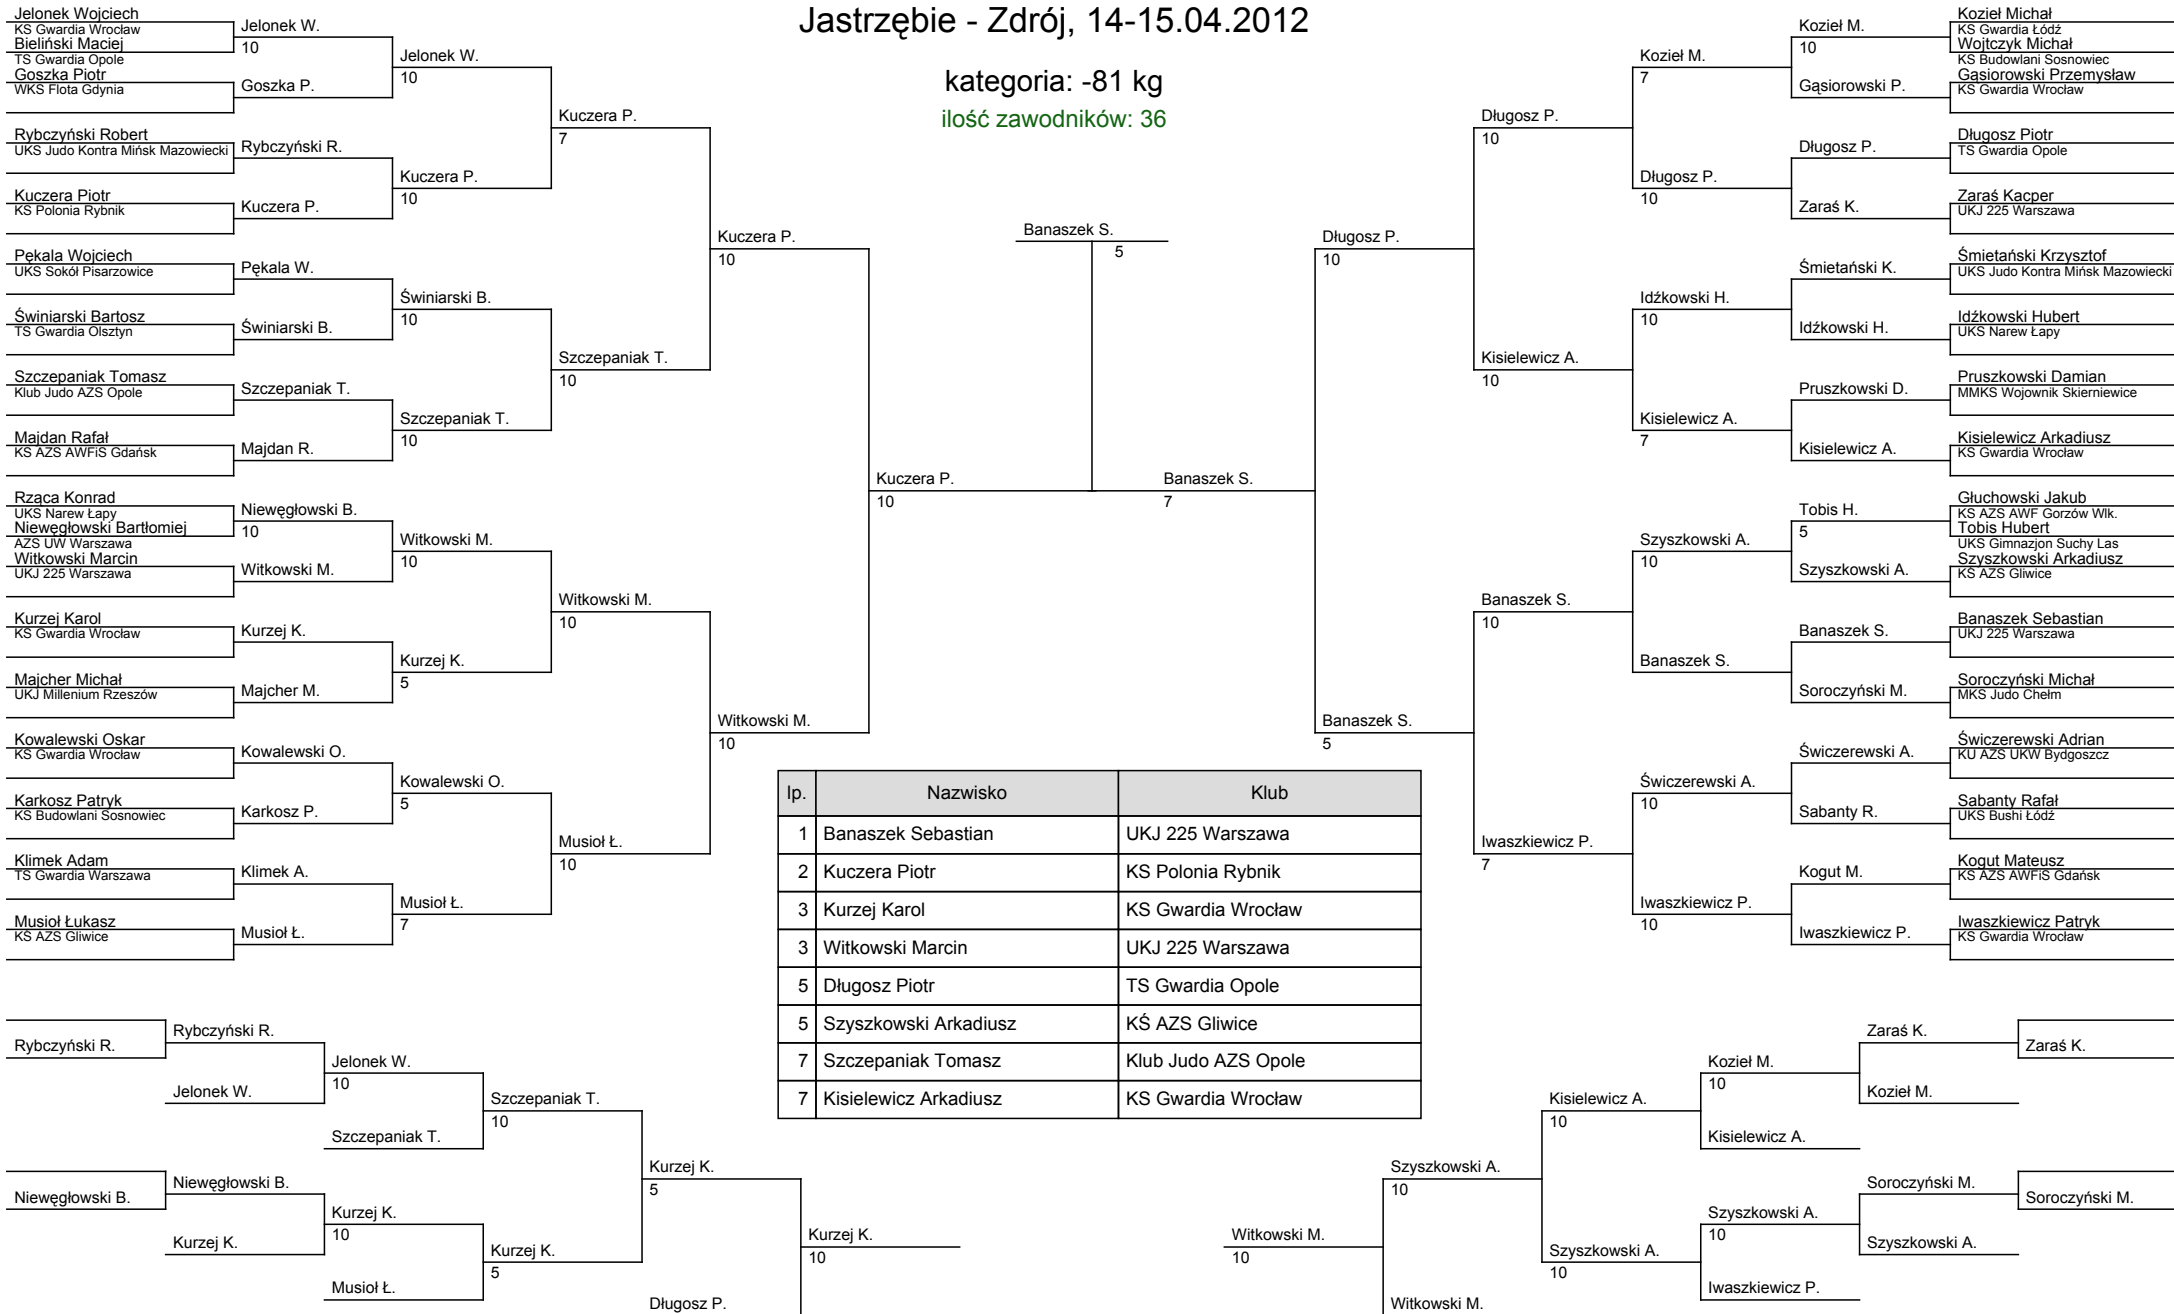 Jastrzębie - Zdrój, 14-15.04.2012
kategoria: -81 kg
ilość zawodników: 36
Jelonek Wojciech
KS Gwardia Wrocław
Bieliński Maciej
TS Gwardia Opole
Goszka Piotr
WKS Flota Gdynia
Rybczyński Robert
UKS Judo Kontra Mińsk Mazowiecki
Kuczera Piotr
KS Polonia Rybnik
Pękala Wojciech
UKS Sokół Pisarzowice
Świniarski Bartosz
TS Gwardia Olsztyn
Szczepaniak Tomasz
Klub Judo AZS Opole
Majdan Rafał
KS AZS AWFiS Gdańsk
Rząca Konrad
UKS Narew Łapy
Niewęgłowski Bartłomiej
AZS UW Warszawa
Witkowski Marcin
UKJ 225 Warszawa
Kurzej Karol
KS Gwardia Wrocław
Majcher Michał
UKJ Millenium Rzeszów
Kowalewski Oskar
KS Gwardia Wrocław
Karkosz Patryk
KS Budowlani Sosnowiec
Klimek Adam
TS Gwardia Warszawa
Musioł Łukasz
KŚ AZS Gliwice
Jelonek W.
10
Goszka P.
Rybczyński R.
Kuczera P.
Pękala W.
Świniarski B.
Szczepaniak T.
Majdan R.
Niewęgłowski B.
10
Witkowski M.
Kurzej K.
Majcher M.
Kowalewski O.
Karkosz P.
Klimek A.
Musioł Ł.
Jelonek W.
10
Kuczera P.
10
Świniarski B.
10
Szczepaniak T.
10
Witkowski M.
10
Kurzej K.
5
Kowalewski O.
5
Musioł Ł.
7
Kuczera P.
7
Szczepaniak T.
10
Witkowski M.
10
Musioł Ł.
10
Kuczera P.
10
Witkowski M.
10
Kuczera P.
10
Banaszek S.
5
Banaszek S.
7
Długosz P.
10
Banaszek S.
5
Długosz P.
10
Kisielewicz A.
10
Banaszek S.
10
Iwaszkiewicz P.
7
Kozieł M.
7
Długosz P.
10
Idźkowski H.
10
Kisielewicz A.
7
Szyszkowski A.
10
Banaszek S.
Świczerewski A.
10
Iwaszkiewicz P.
10
Kozieł M.
10
Gąsiorowski P.
Długosz P.
Zaraś K.
Śmietański K.
Idźkowski H.
Pruszkowski D.
Kisielewicz A.
Tobis H.
5
Szyszkowski A.
Banaszek S.
Soroczyński M.
Świczerewski A.
Sabanty R.
Kogut M.
Iwaszkiewicz P.
Kozieł Michał
KS Gwardia Łódź
Wojtczyk Michał
KS Budowlani Sosnowiec
Gąsiorowski Przemysław
KS Gwardia Wrocław
Długosz Piotr
TS Gwardia Opole
Zaraś Kacper
UKJ 225 Warszawa
Śmietański Krzysztof
UKS Judo Kontra Mińsk Mazowiecki
Idźkowski Hubert
UKS Narew Łapy
Pruszkowski Damian
MMKS Wojownik Skierniewice
Kisielewicz Arkadiusz
KS Gwardia Wrocław
Głuchowski Jakub
KS AZS AWF Gorzów Wlk.
Tobis Hubert
UKS Gimnazjon Suchy Las
Szyszkowski Arkadiusz
KŚ AZS Gliwice
Banaszek Sebastian
UKJ 225 Warszawa
Soroczyński Michał
MKS Judo Chełm
Świczerewski Adrian
KU AZS UKW Bydgoszcz
Sabanty Rafał
UKS Bushi Łódź
Kogut Mateusz
KS AZS AWFiS Gdańsk
Iwaszkiewicz Patryk
KS Gwardia Wrocław
lp. Nazwisko Klub
1 Banaszek Sebastian UKJ 225 Warszawa
2 Kuczera Piotr KS Polonia Rybnik
3 Kurzej Karol KS Gwardia Wrocław
3 Witkowski Marcin UKJ 225 Warszawa
5 Długosz Piotr TS Gwardia Opole
5 Szyszkowski Arkadiusz KŚ AZS Gliwice
7 Szczepaniak Tomasz Klub Judo AZS Opole
7 Kisielewicz Arkadiusz KS Gwardia Wrocław
Rybczyński R.
Niewęgłowski B.
Rybczyński R.
Jelonek W.
Niewęgłowski B.
Kurzej K.
Jelonek W.
10
Szczepaniak T.
Kurzej K.
10
Musioł Ł.
Szczepaniak T.
10
Kurzej K.
5
Kurzej K.
5
Długosz P.
Kurzej K.
10
Witkowski M.
10
Szyszkowski A.
10
Witkowski M.
Kisielewicz A.
10
Szyszkowski A.
10
Kozieł M.
10
Kisielewicz A.
Szyszkowski A.
10
Iwaszkiewicz P.
Zaraś K.
Kozieł M.
Soroczyński M.
Szyszkowski A.
Zaraś K.
Soroczyński M.